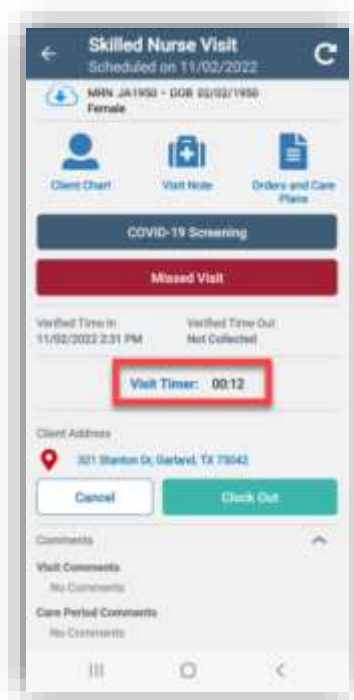 Skilled Nurse Visit
Scheduled on 11/02/2022
MRN JA1950 - DOB 02/02/1950
Female
Client Chart
Visit Note
Orders and Care
Plans
COVID-19 Screening
Missed Visit
Verified Time In
Verified Time Out
11/02/2022 2:31 PM
Not Collected
Visit Timer: 00:12
Client Address
321 Stanton Dr, Garland, TX 75042
Cancel
Clock Out
Comments
Visit Comments
No Comments
Care Period Comments
No Comments